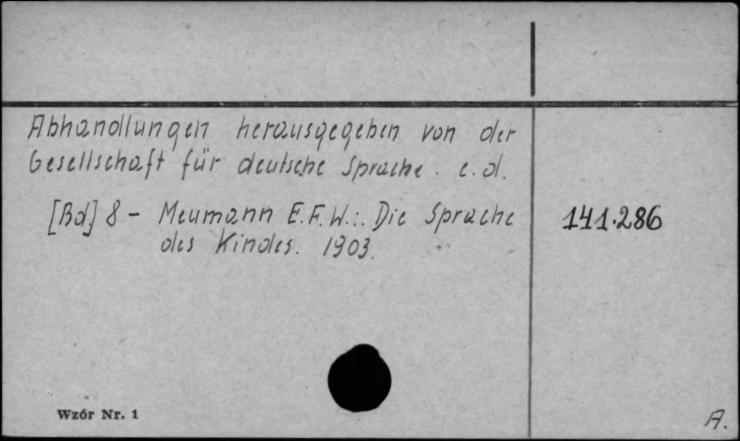 Abhandlungen herausgegeben von der
Gesellschaft für deutsche Sprache. c.d.
[Bd] 8 - Meumann E.F.W.: Die Sprache
des Kindes. 1903.
141.286
Wzór Nr. 1
A.